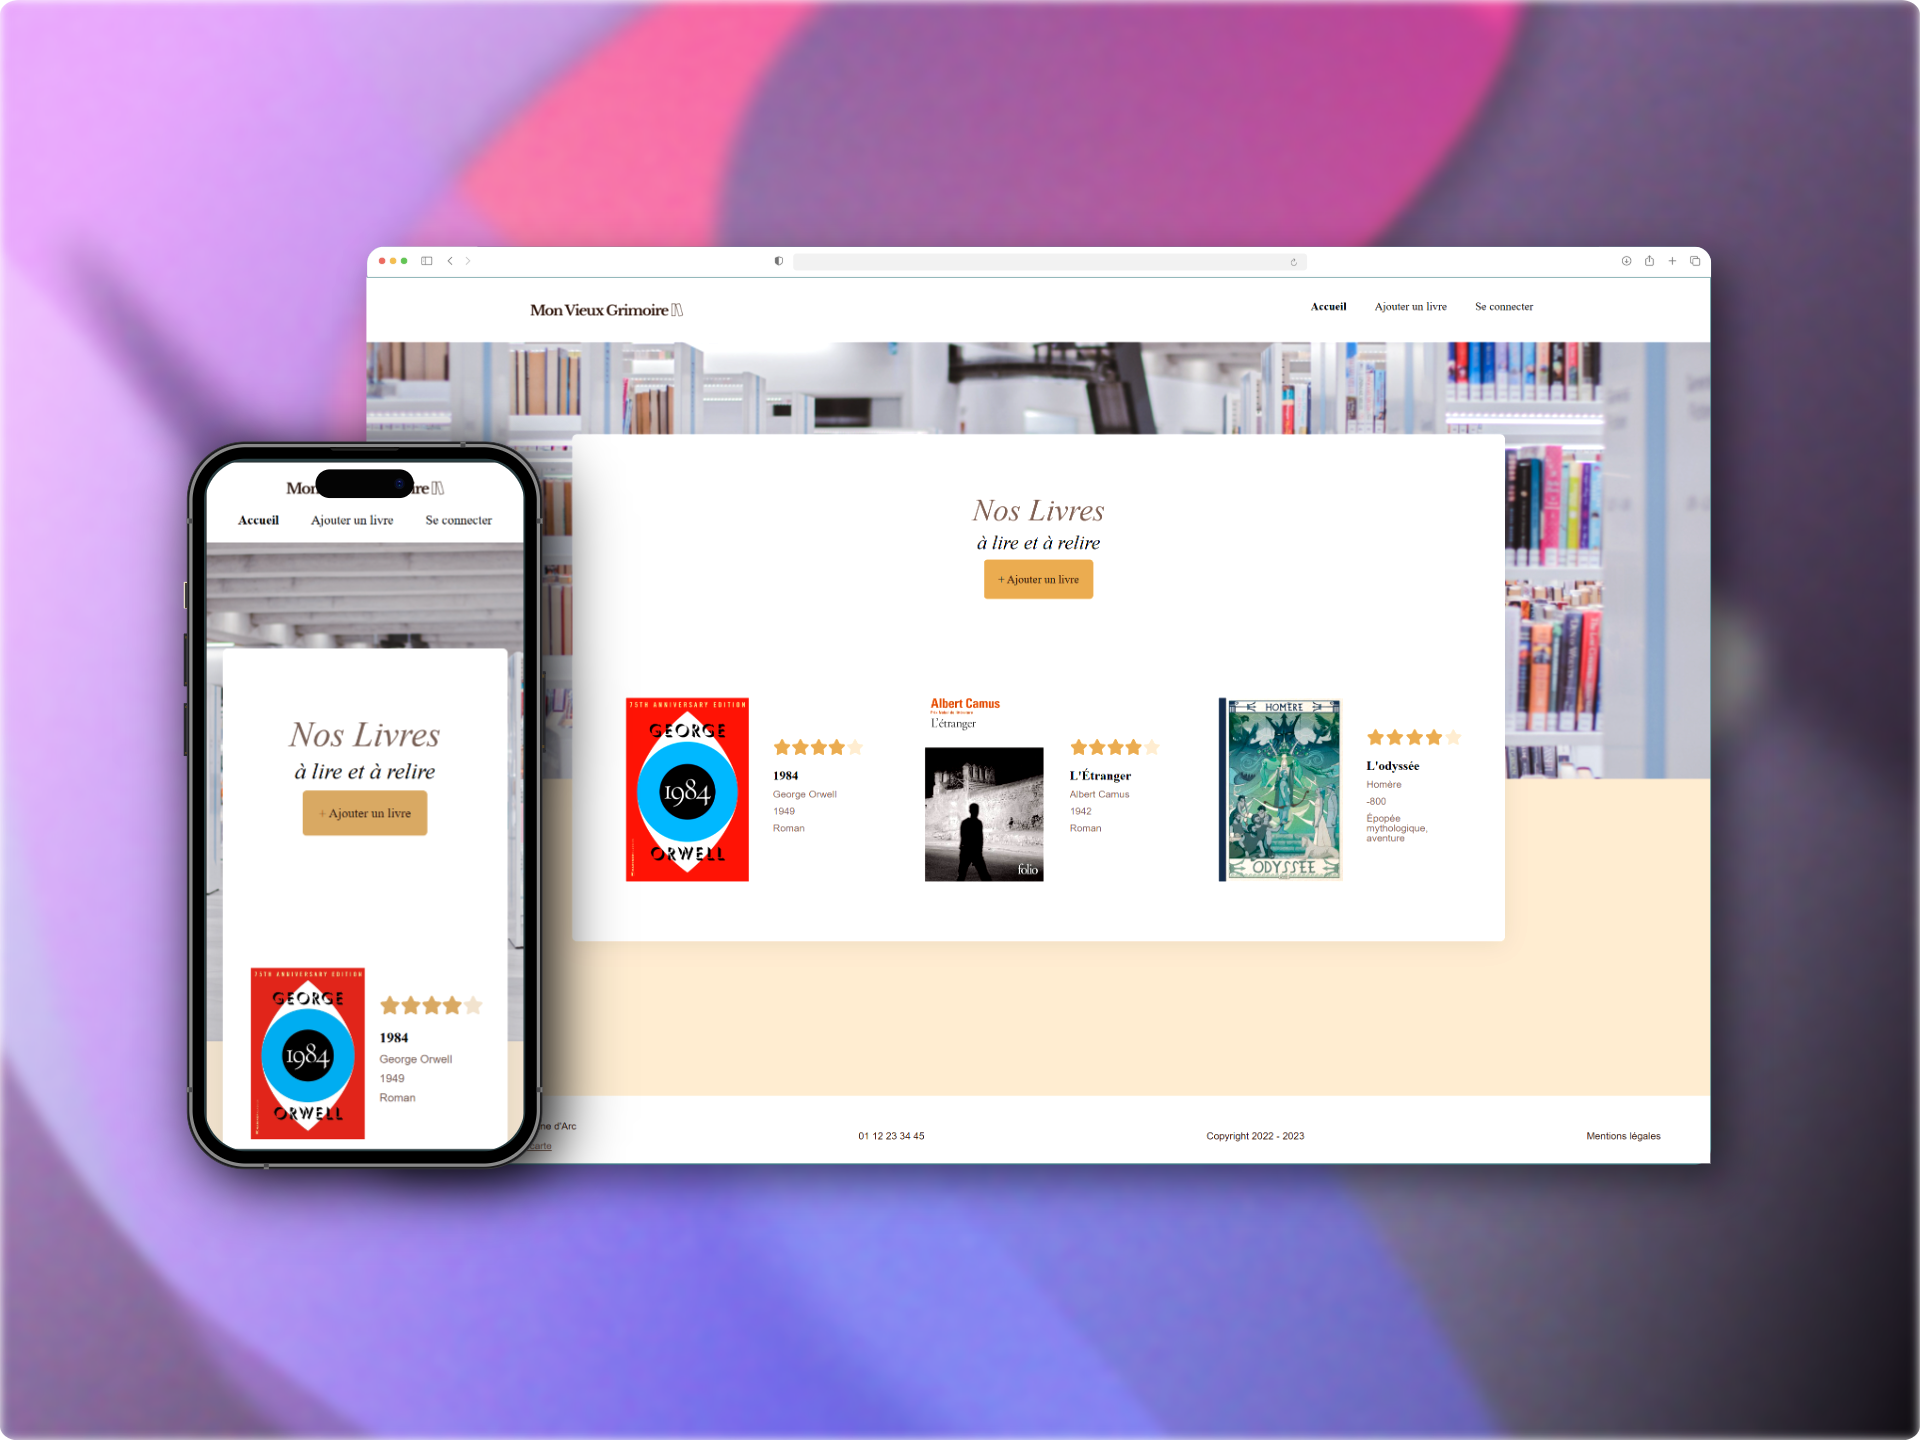 Mon Vieux Grimoire
Accueil
Ajouter un livre
Se connecter
Nos Livres
à lire et à relire
+ Ajouter un livre
75TH ANNIVERSARY EDITION
GEORGE
1984
ORWELL
1984
George Orwell
1949
Roman
Albert Camus
L'étranger
folio
L'Étranger
Albert Camus
1942
Roman
HOMÈRE
ODYSSÉE
L'odyssée
Homère
-800
Épopée
mythologique,
aventure
ne d'Arc
carte
01 12 23 34 45
Copyright 2022 - 2023
Mentions légales
Mon ire
Accueil
Ajouter un livre
Se connecter
Nos Livres
à lire et à relire
+ Ajouter un livre
75TH ANNIVERSARY EDITION
GEORGE
1984
ORWELL
1984
George Orwell
1949
Roman